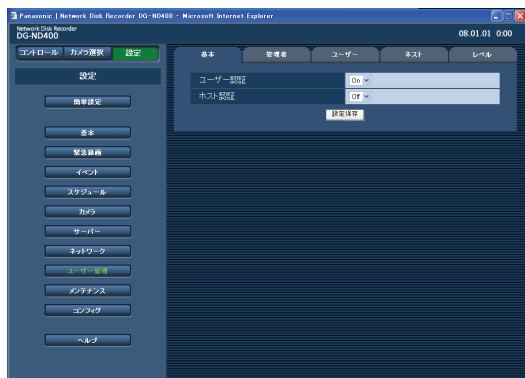 Panasonic | Network Disk Recorder DG-ND400 - Microsoft Internet Explorer
Network Disk Recorder
DG-ND400
08.01.01 0:00
コントロール カメラ選択 設定
基本 管理者 ユーザー ホスト レベル
設定
ユーザー認証 On
ホスト認証 Off
設定保存
簡単設定
基本
緊急録画
イベント
スケジュール
カメラ
サーバー
ネットワーク
ユーザー管理
メンテナンス
コンフィグ
ヘルプ